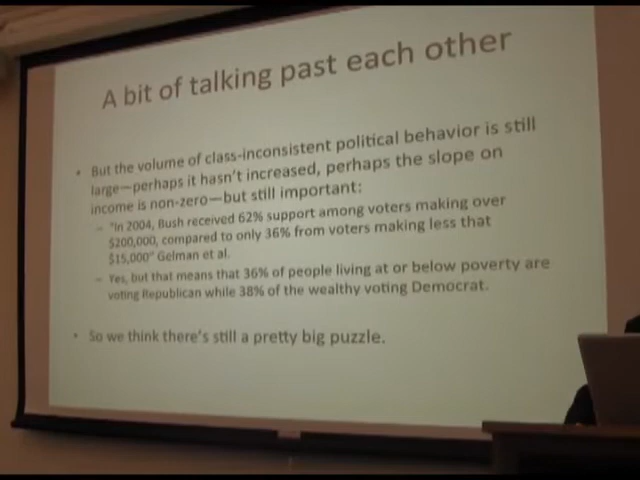 A bit of talking past each other
• But the volume of class-inconsistent political behavior is still
large—perhaps it hasn't increased, perhaps the slope on
income is non-zero—but still important:
– "In 2004, Bush received 62% support among voters making over
$200,000, compared to only 36% from voters making less that
$15,000" Gelman et al.
– Yes, but that means that 36% of people living at or below poverty are
voting Republican while 38% of the wealthy voting Democrat.
• So we think there's still a pretty big puzzle.